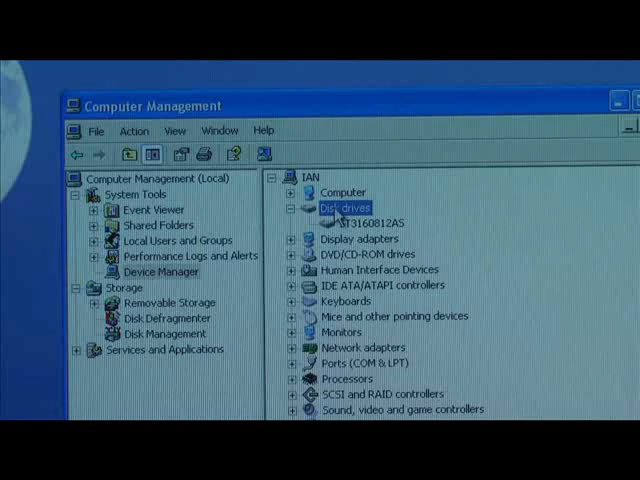 Computer Management
File Action View Window Help
Computer Management (Local)
System Tools
Event Viewer
Shared Folders
Local Users and Groups
Performance Logs and Alerts
Device Manager
Storage
Removable Storage
Disk Defragmenter
Disk Management
Services and Applications
IAN
Computer
Disk drives
ST3160812AS
Display adapters
DVD/CD-ROM drives
Human Interface Devices
IDE ATA/ATAPI controllers
Keyboards
Mice and other pointing devices
Monitors
Network adapters
Ports (COM & LPT)
Processors
SCSI and RAID controllers
Sound, video and game controllers